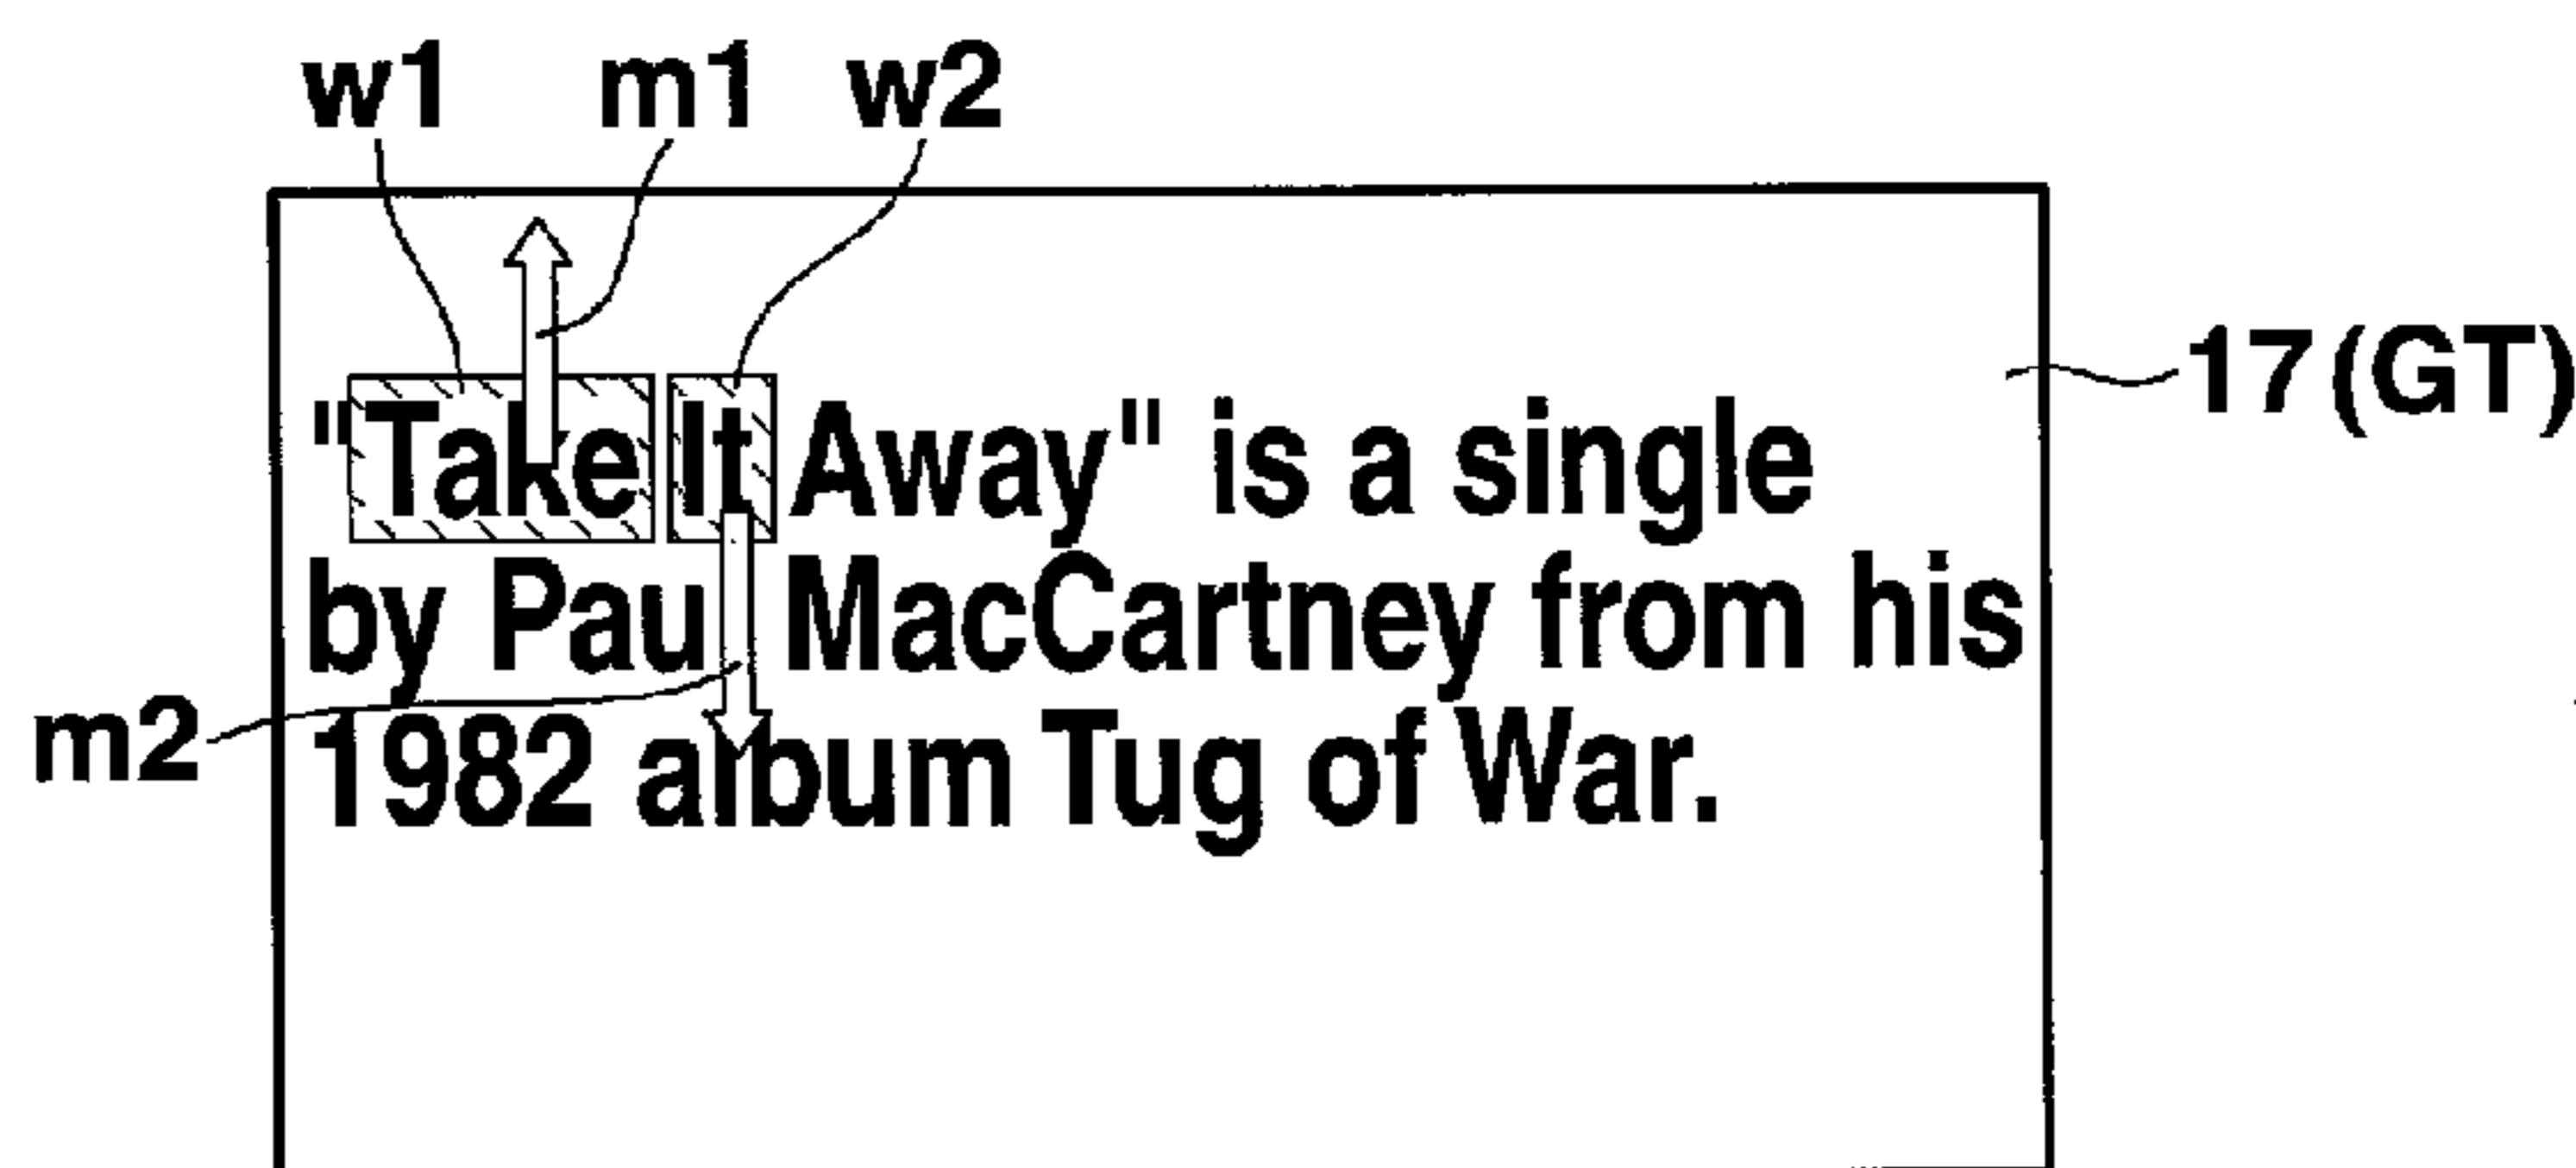 w1 m1 w2
17(GT)
"Take It Away" is a single
by Pau MacCartney from his
m2
1982 album Tug of War.